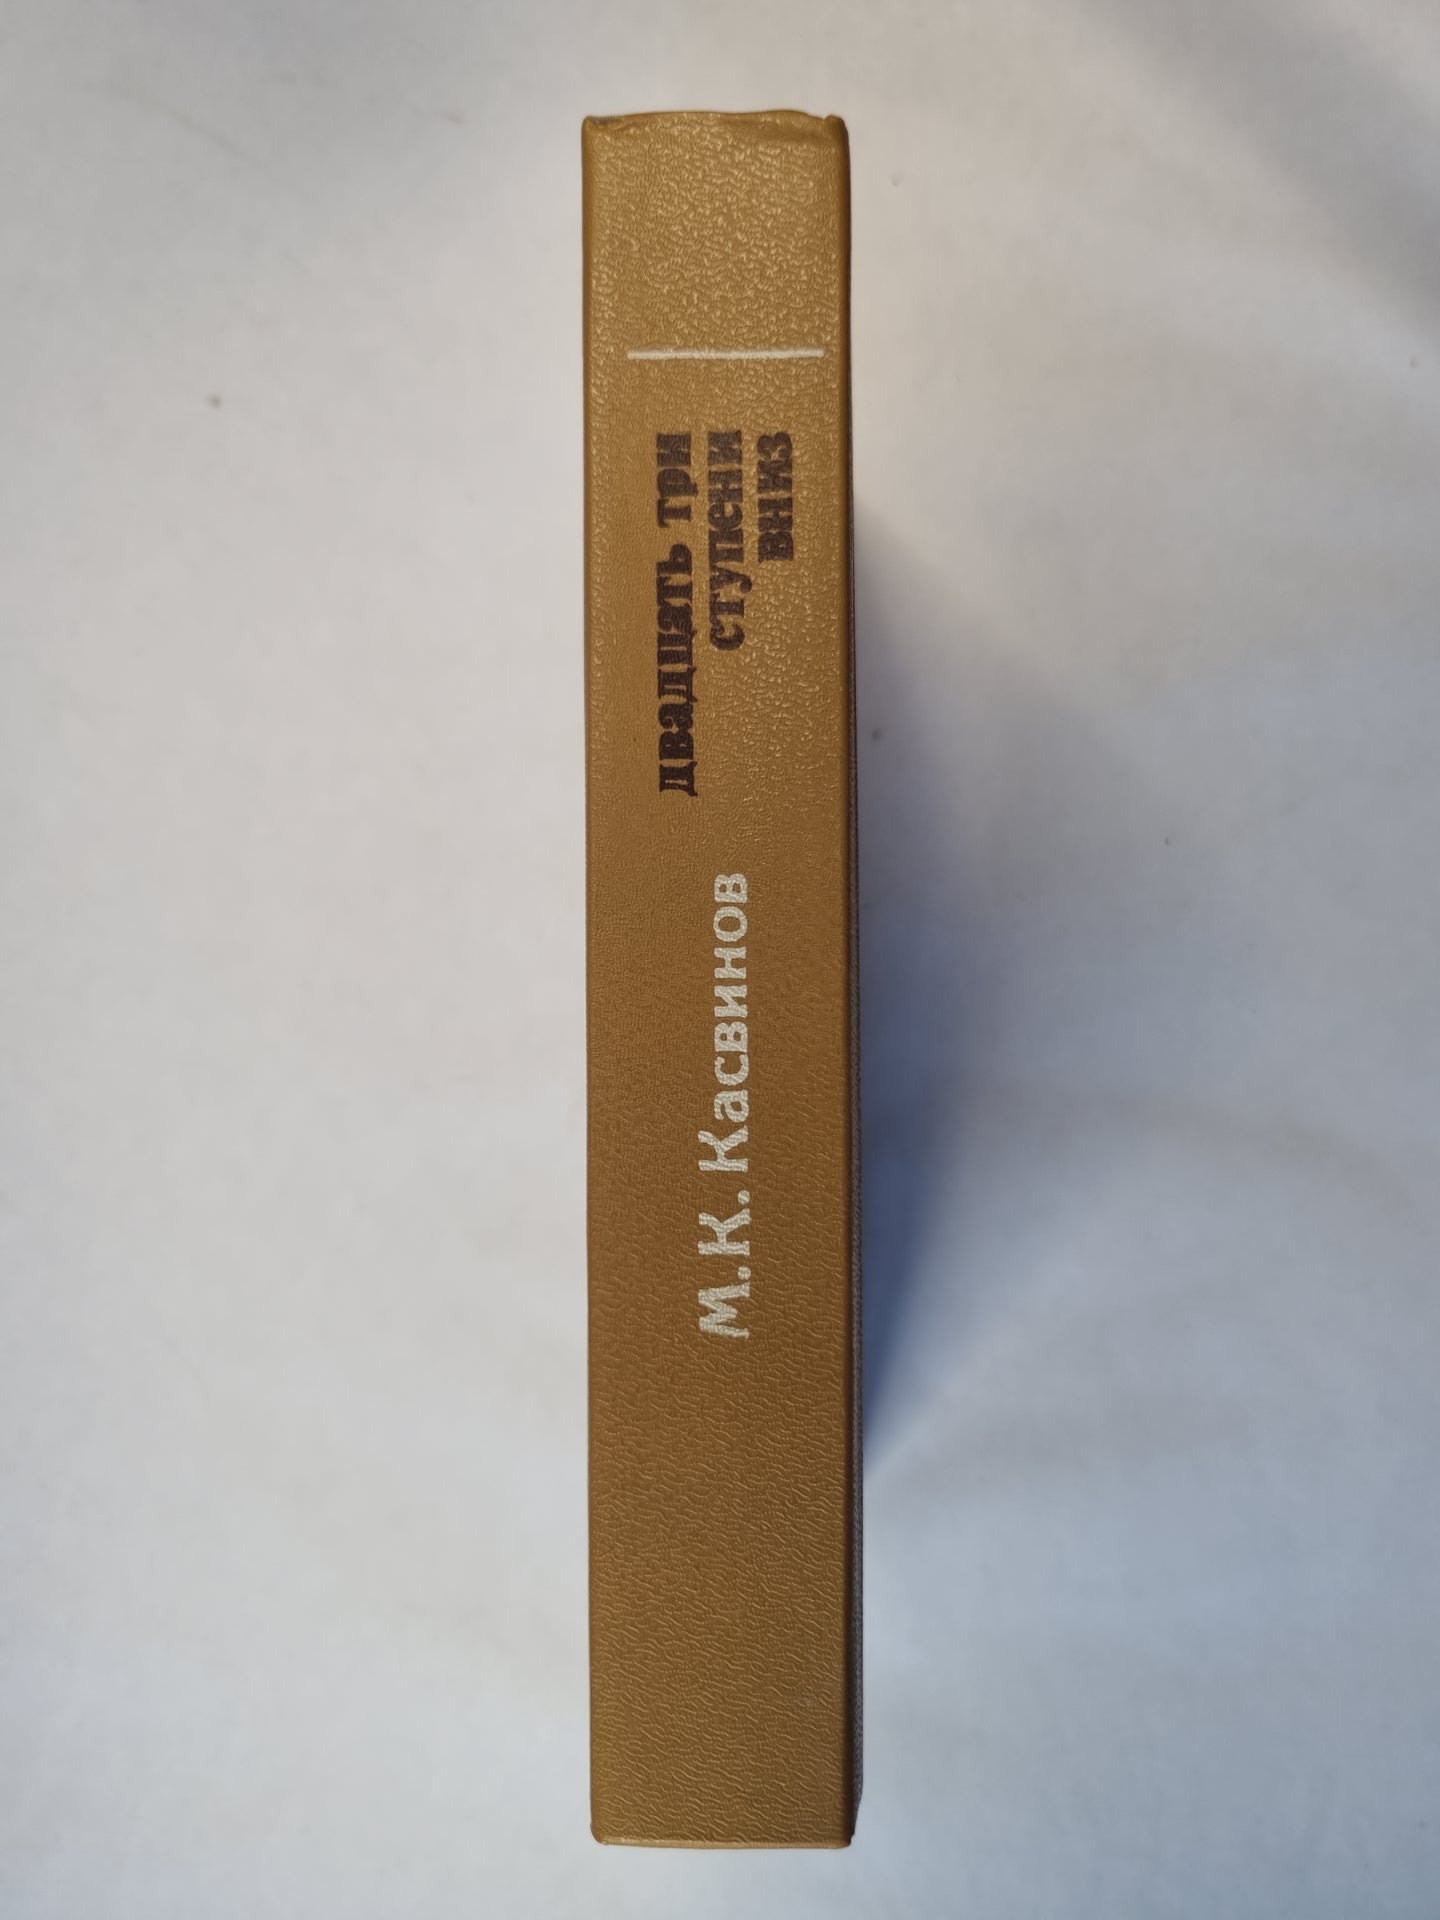 М. К. Касвинов
двадцать три
ступени
вниз